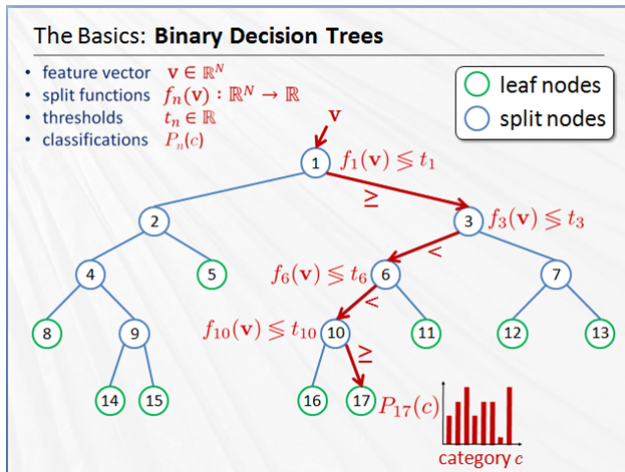 The Basics: Binary Decision Trees
• feature vector v ∈ ℝ^N
• split functions f_n(v) : ℝ^N → ℝ
• thresholds t_n ∈ ℝ
• classifications P_n(c)
leaf nodes
split nodes
v
1 f_1(v) ≶ t_1
≥
2
3 f_3(v) ≶ t_3
<
4
5
f_6(v) ≶ t_6 6
7
<
8
9
f_10(v) ≶ t_10 10
11
12
13
≥
14
15
16
17 P_17(c)
category c